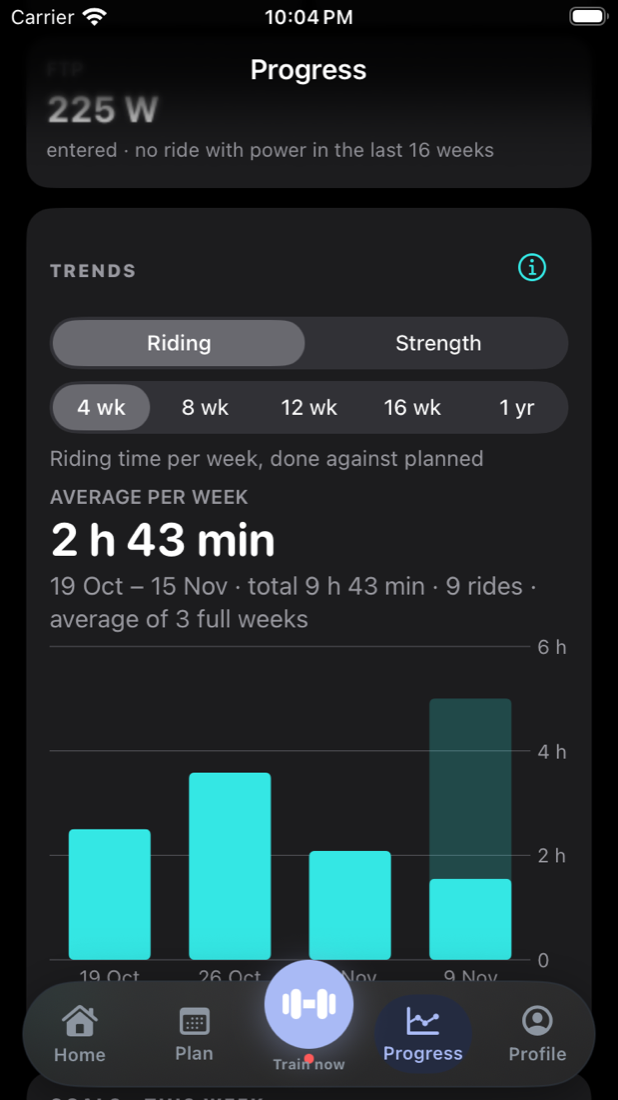 Carrier 10:04 PM
Progress
FTP
225 W
entered · no ride with power in the last 16 weeks
TRENDS
Riding Strength
4 wk 8 wk 12 wk 16 wk 1 yr
Riding time per week, done against planned
AVERAGE PER WEEK
2 h 43 min
19 Oct – 15 Nov · total 9 h 43 min · 9 rides ·
average of 3 full weeks
6 h
4 h
2 h
0
19 Oct 26 Oct Nov 9 Nov
Home Plan Train now Progress Profile